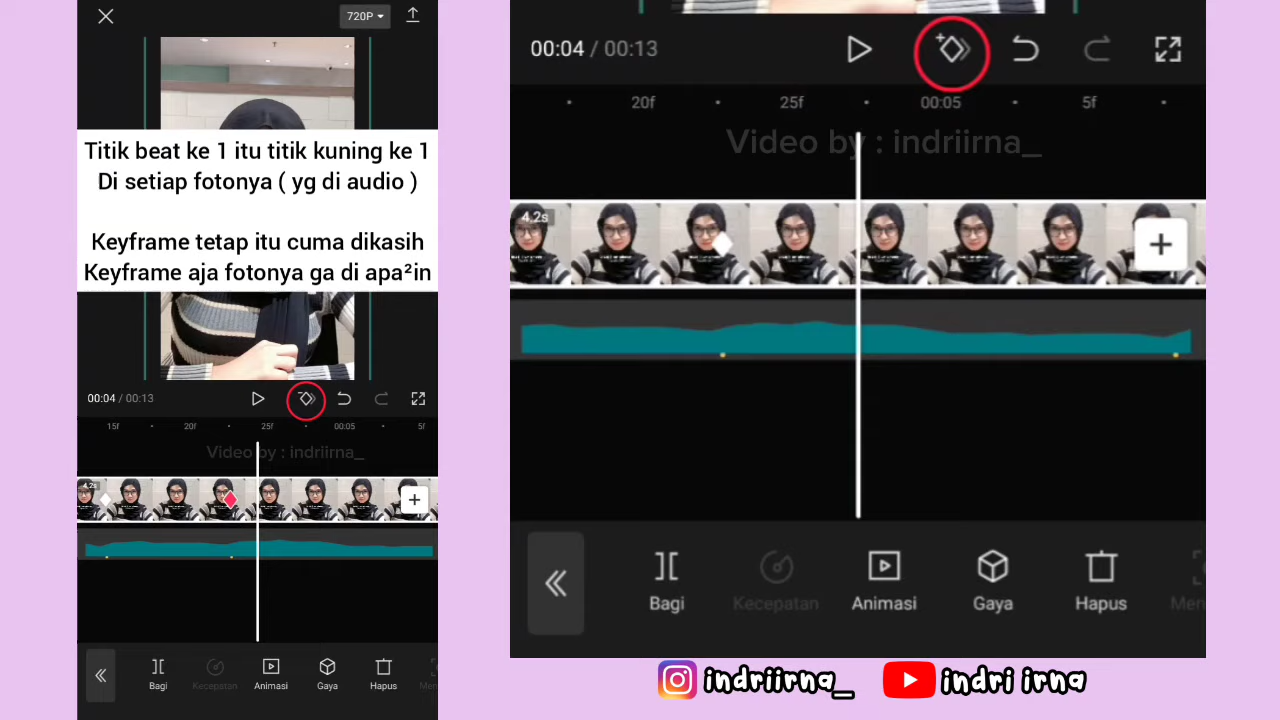 720P
Titik beat ke 1 itu titik kuning ke 1
Di setiap fotonya ( yg di audio )
Keyframe tetap itu cuma dikasih
Keyframe aja fotonya ga di apa²in
00:04 / 00:13
15f 20f 25f 00:05 5f
Video by : indriirna_
4.2s
Bagi Kecepatan Animasi Gaya Hapus
00:04 / 00:13
20f 25f 00:05 5f
Video by : indriirna_
4.2s
Bagi Kecepatan Animasi Gaya Hapus
indriirna_ indri irna